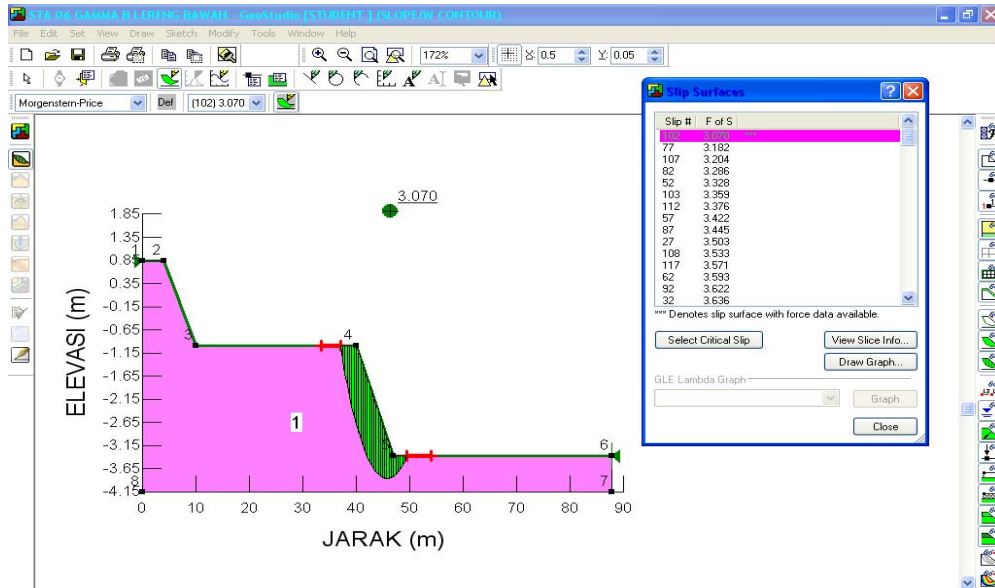 STA 06 GAMMA B LERENG BAWAH - GeoStudio [STUDENT ] (SLOPE/W CONTOUR)
File Edit Set View Draw Sketch Modify Tools Window Help
172% X: 0.5 Y: 0.05
Morgenstern-Price Def (102) 3.070
Slip Surfaces
Slip # F of S
102 3.070 ***
77 3.182
107 3.204
82 3.286
52 3.328
103 3.359
112 3.376
57 3.422
87 3.445
27 3.503
108 3.533
117 3.571
62 3.593
92 3.622
32 3.636
*** Denotes slip surface with force data available.
Select Critical Slip View Slice Info...
Draw Graph...
GLE Lambda Graph
Graph
Close
3.070
ELEVASI (m)
1.85
1.35
0.85
0.35
-0.15
-0.65
-1.15
-1.65
-2.15
-2.65
-3.15
-3.65
-4.15
1 2
3
4
1
5
6
7
8
0 10 20 30 40 50 60 70 80 90
JARAK (m)